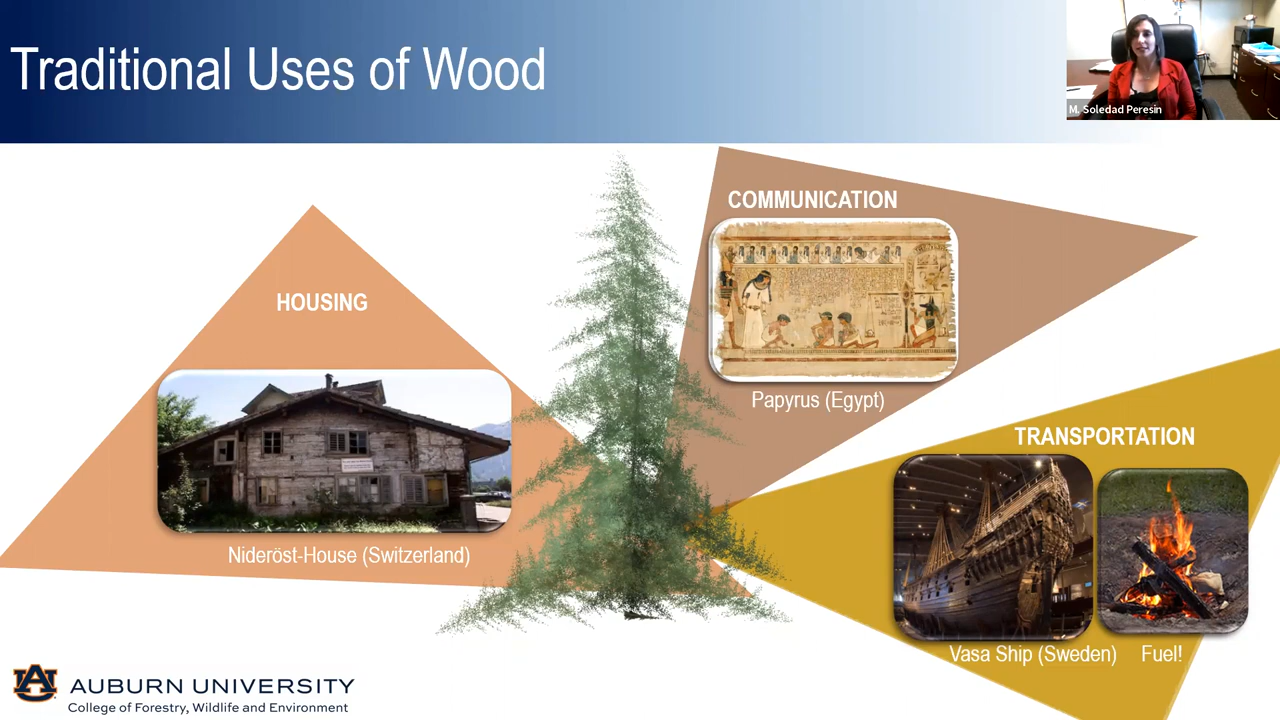 Traditional Uses of Wood
M. Soledad Peresin
COMMUNICATION
Papyrus (Egypt)
HOUSING
Nideröst-House (Switzerland)
TRANSPORTATION
Vasa Ship (Sweden)
Fuel!
AUBURN UNIVERSITY
College of Forestry, Wildlife and Environment